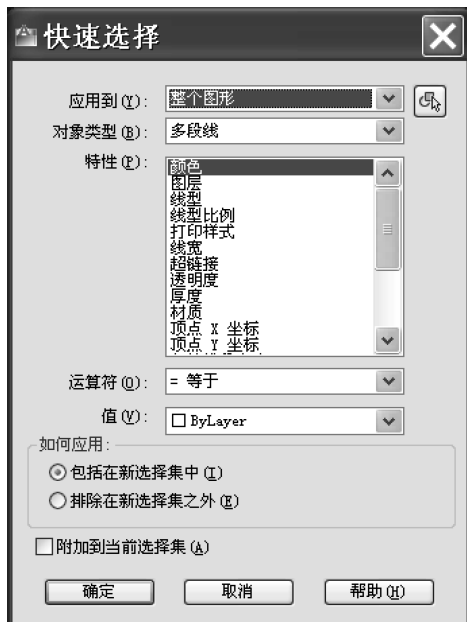 快速选择
应用到(Y): 整个图形
对象类型(B): 多段线
特性(P): 颜色
图层
线型
线型比例
打印样式
线宽
超链接
透明度
厚度
材质
顶点 X 坐标
顶点 Y 坐标
运算符(O): = 等于
值(V): ByLayer
如何应用:
包括在新选择集中(I)
排除在新选择集之外(E)
附加到当前选择集(A)
确定 取消 帮助(H)